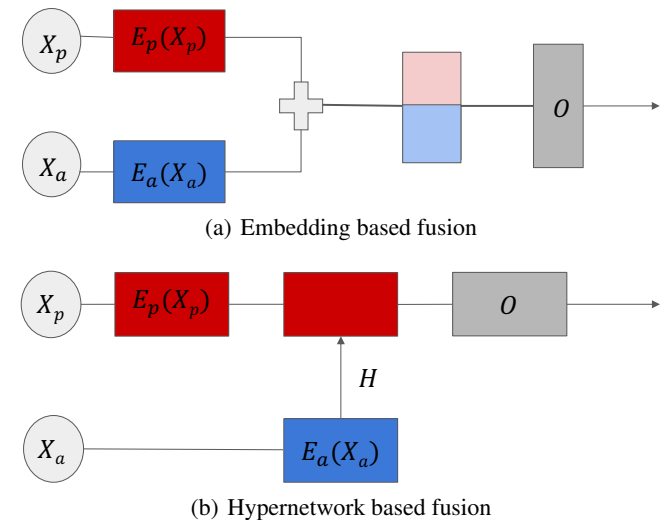 X_p E_p(X_p)
O
X_a E_a(X_a)
(a) Embedding based fusion
X_p E_p(X_p) O
H
X_a E_a(X_a)
(b) Hypernetwork based fusion